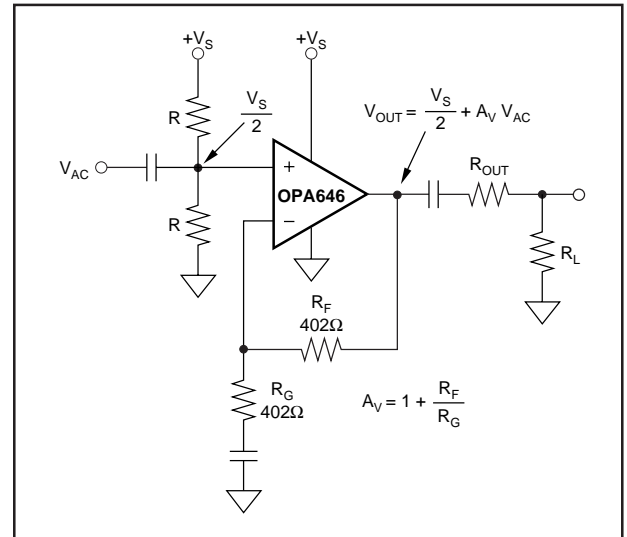 +V_S
+V_S
R
V_S
2
V_OUT = V_S/2 + A_V V_AC
V_AC
+
OPA646
−
R_OUT
R
R_L
R_F
402Ω
R_G
402Ω
A_V = 1 + R_F/R_G